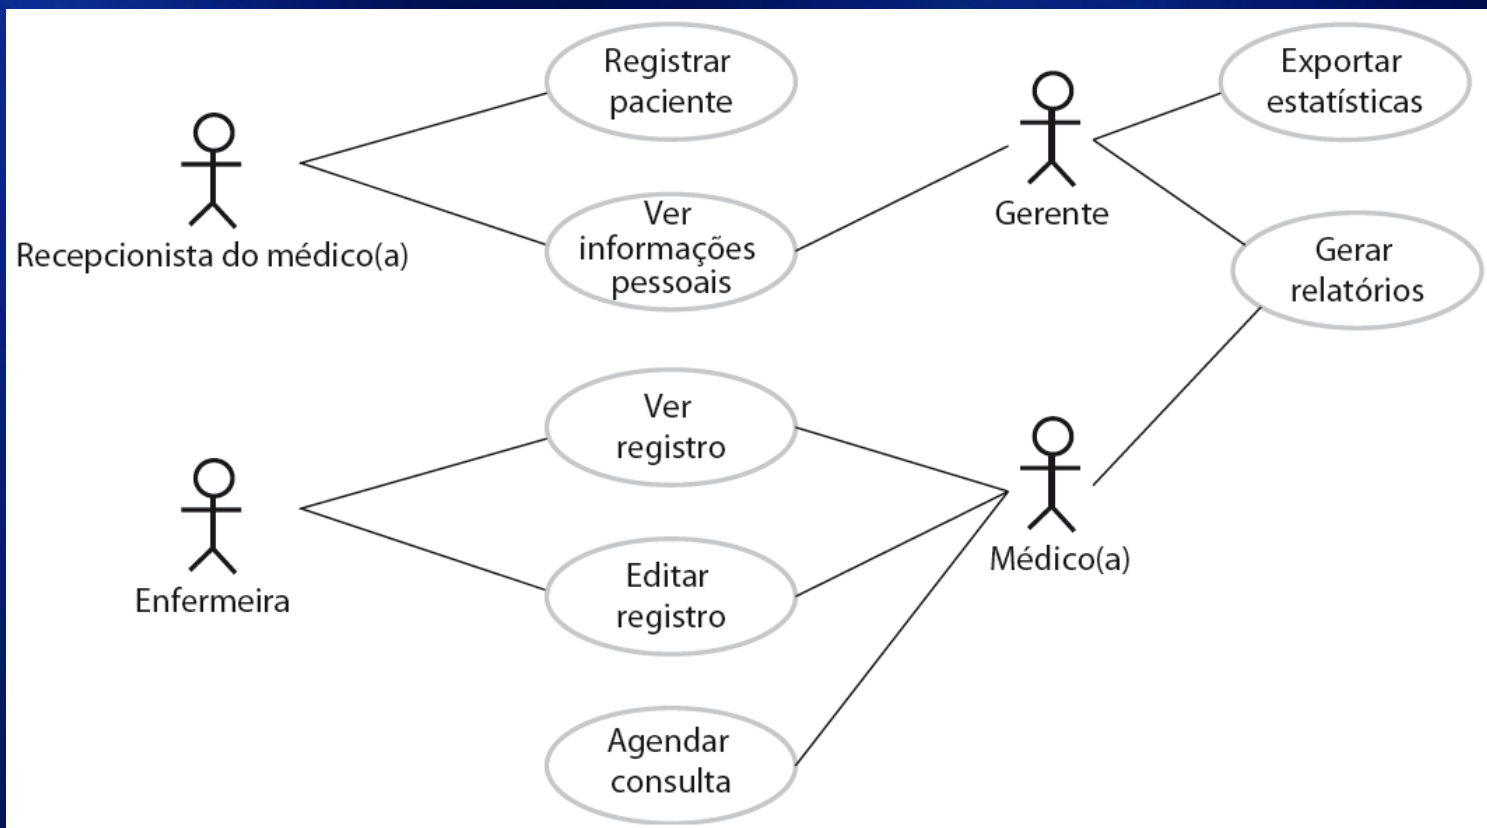 Registrar
paciente
Exportar
estatísticas
Recepcionista do médico(a)
Ver
informações
pessoais
Gerente
Gerar
relatórios
Ver
registro
Enfermeira
Editar
registro
Médico(a)
Agendar
consulta